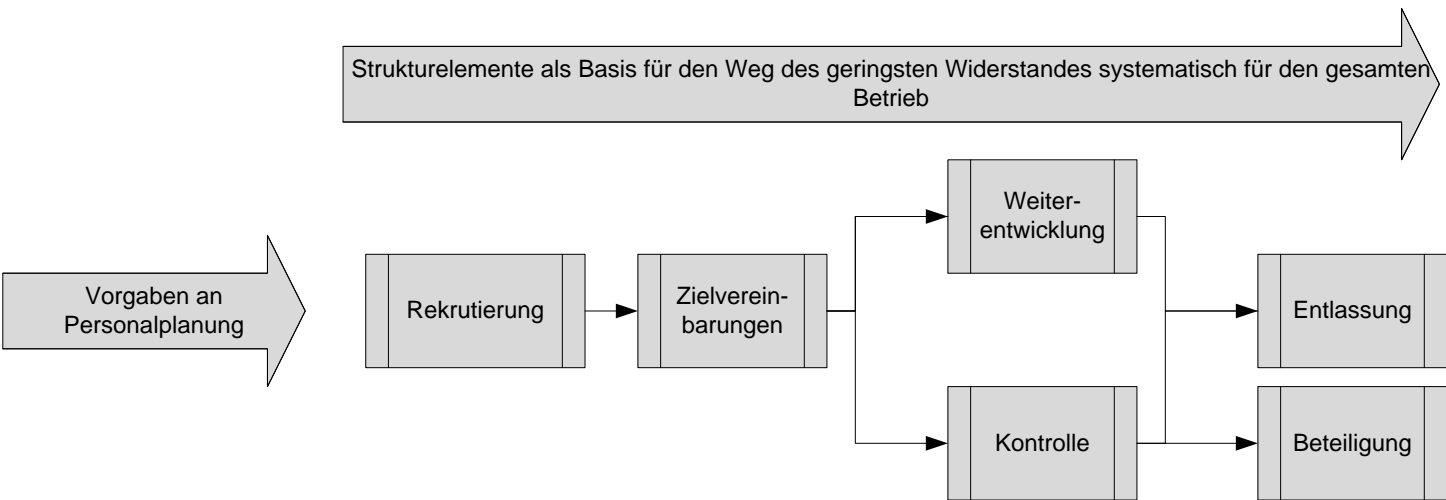 Strukturelemente als Basis für den Weg des geringsten Widerstandes systematisch für den gesamten
Betrieb
Weiter-
entwicklung
Vorgaben an
Personalplanung
Rekrutierung
Zielverein-
barungen
Entlassung
Kontrolle
Beteiligung